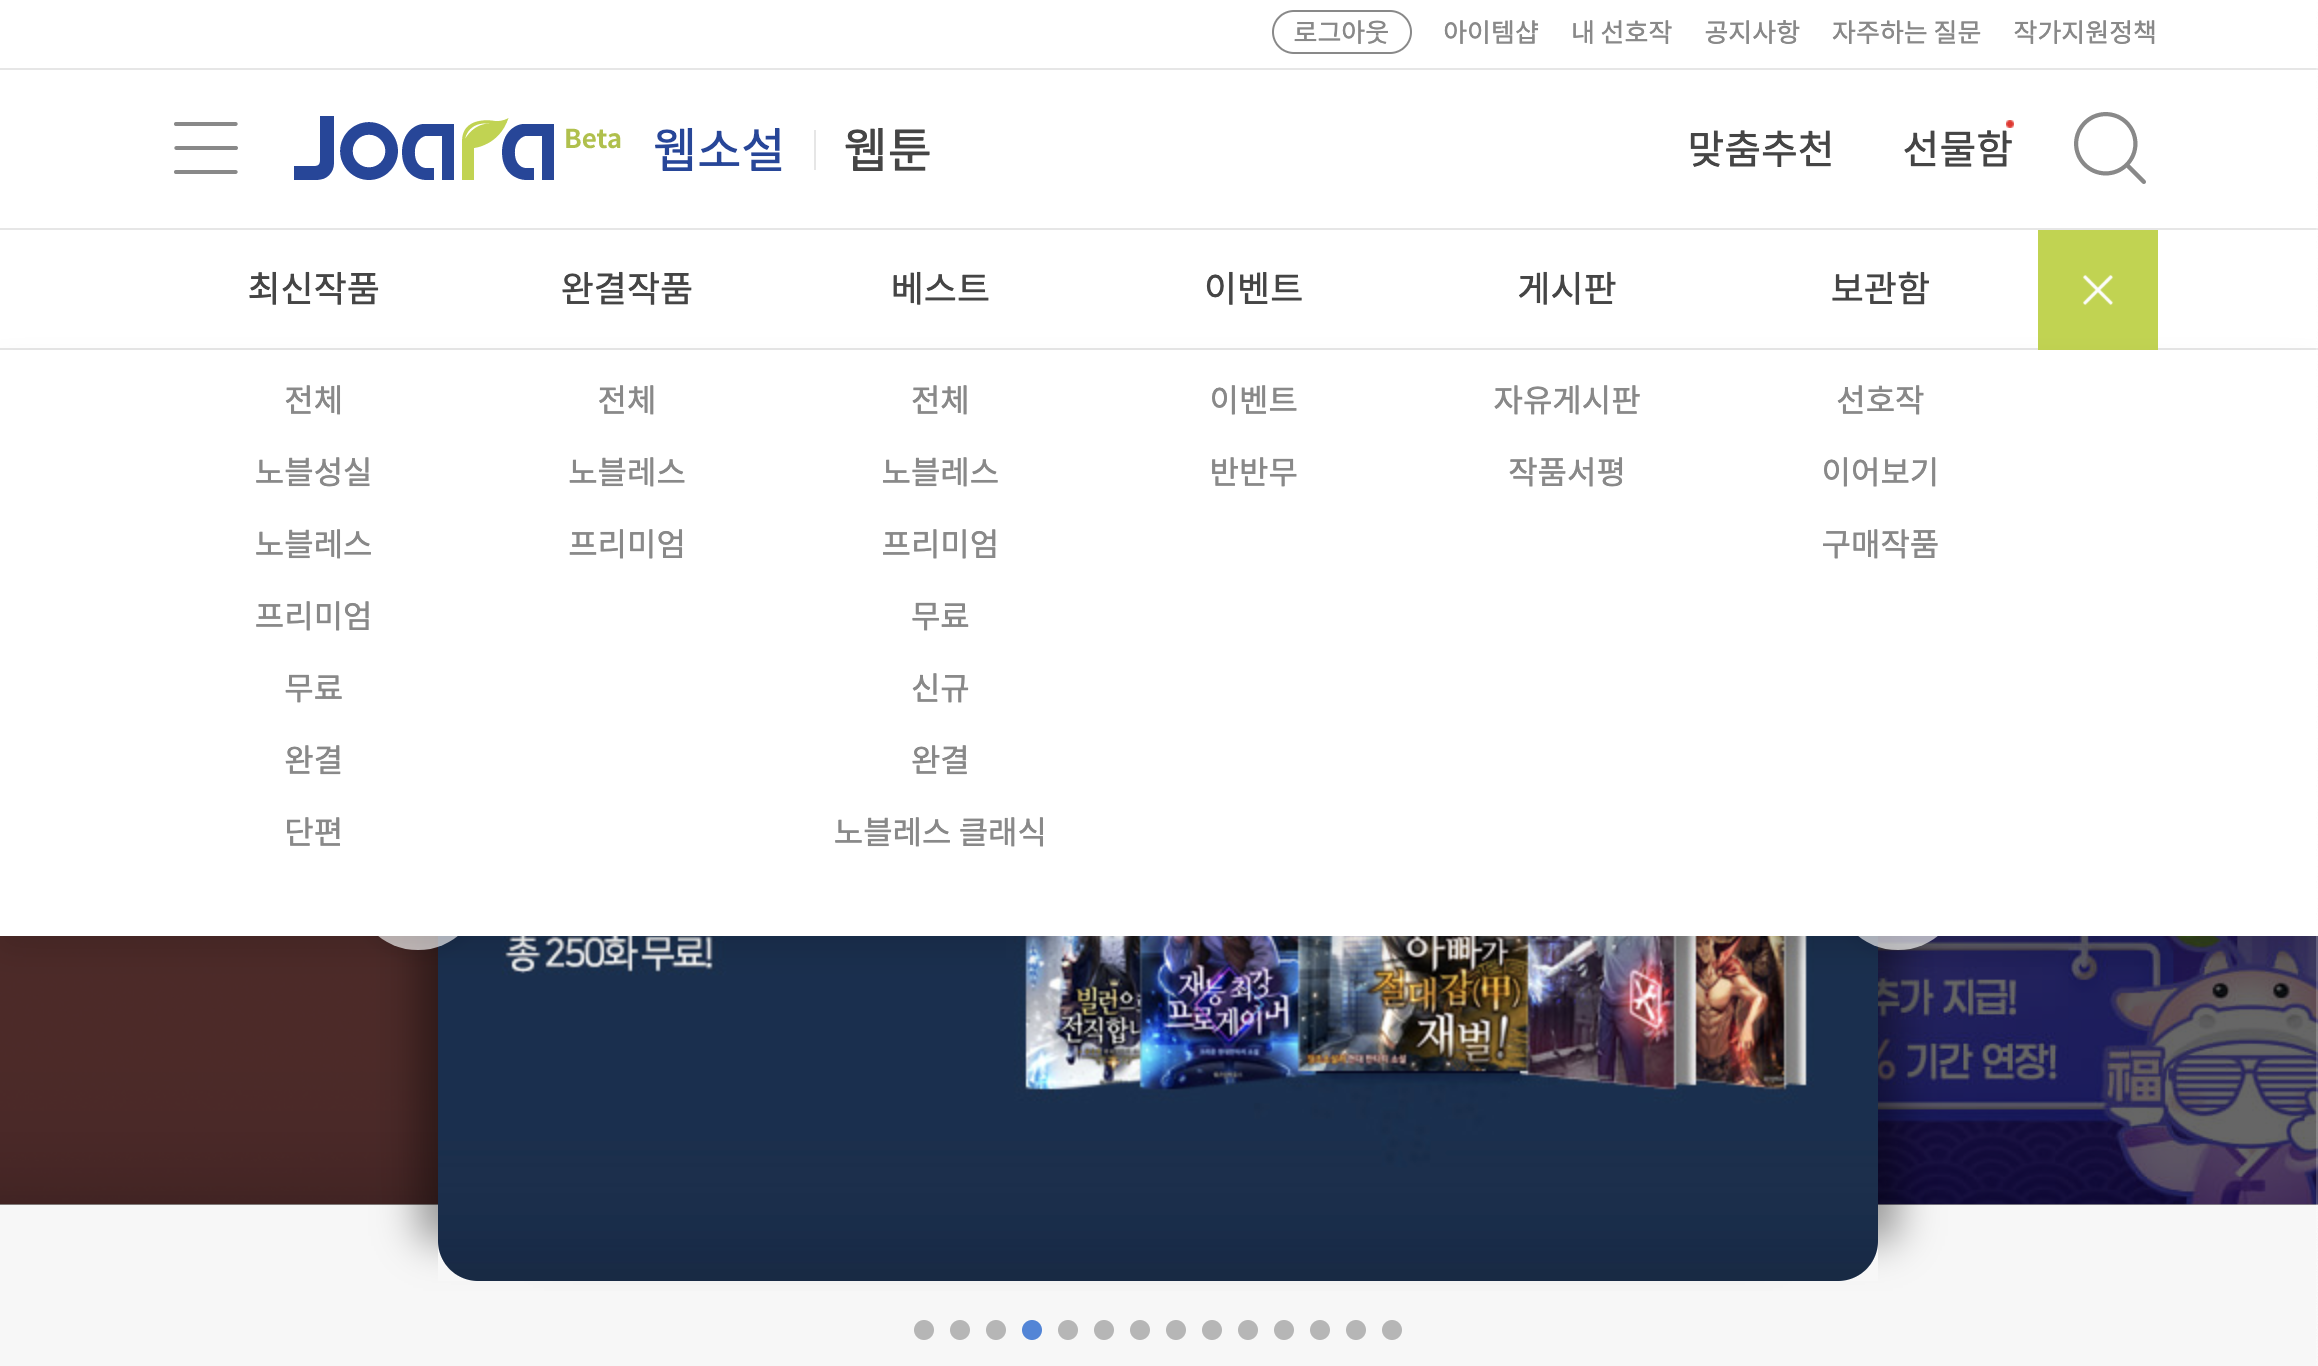 로그아웃 아이템샵 내 선호작 공지사항 자주하는 질문 작가지원정책
Joara Beta 웹소설 웹툰 맞춤추천 선물함
최신작품 완결작품 베스트 이벤트 게시판 보관함
전체 전체 전체 이벤트 자유게시판 선호작
노블성실 노블레스 노블레스 반반무 작품서평 이어보기
노블레스 프리미엄 프리미엄 구매작품
프리미엄 무료
무료 신규
완결 완결
단편 노블레스 클래식
총 250화 무료!
빌런으
전직합니
재능 최강
프로게이머
아빠가
절대갑(甲)
재벌!
추가 지급!
% 기간 연장!
福